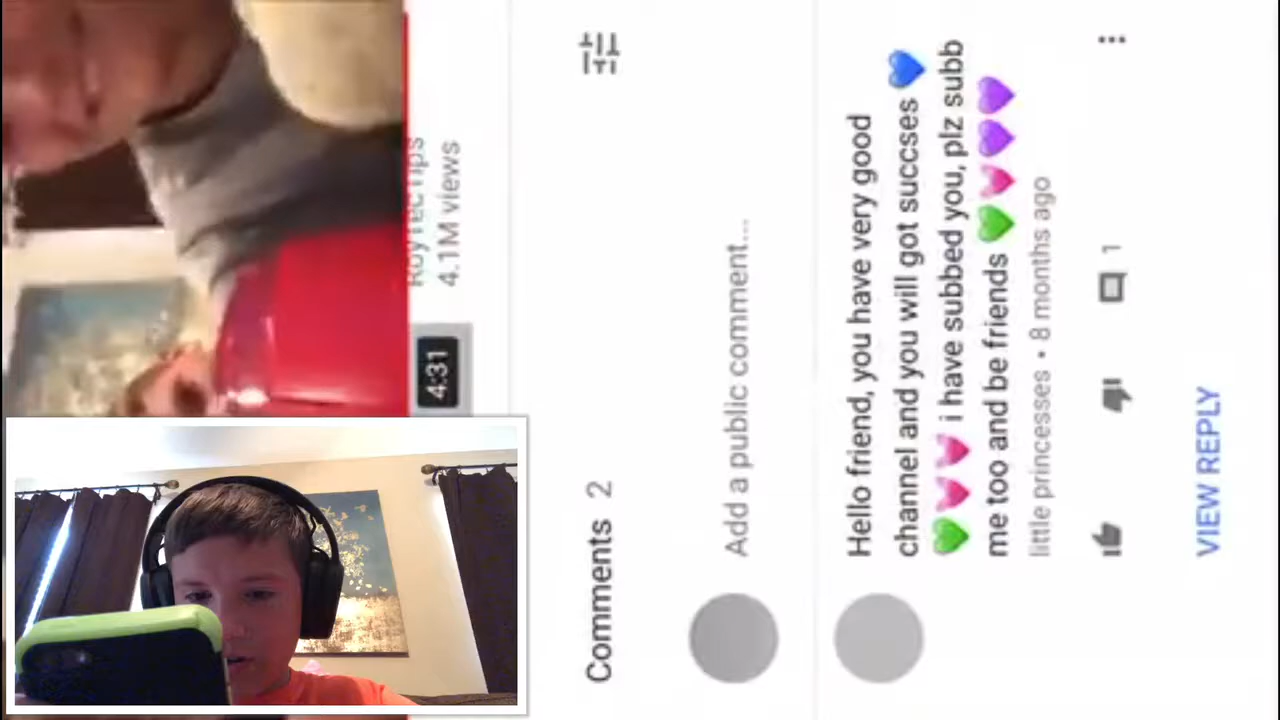 RoyTecTips
4.1M views
4:31
Comments 2
Add a public comment...
Hello friend, you have very good
channel and you will got succses 💙
💚💓💓 i have subbed you, plz subb
me too and be friends 💚💓💜💜
little princesses • 8 months ago
1
VIEW REPLY